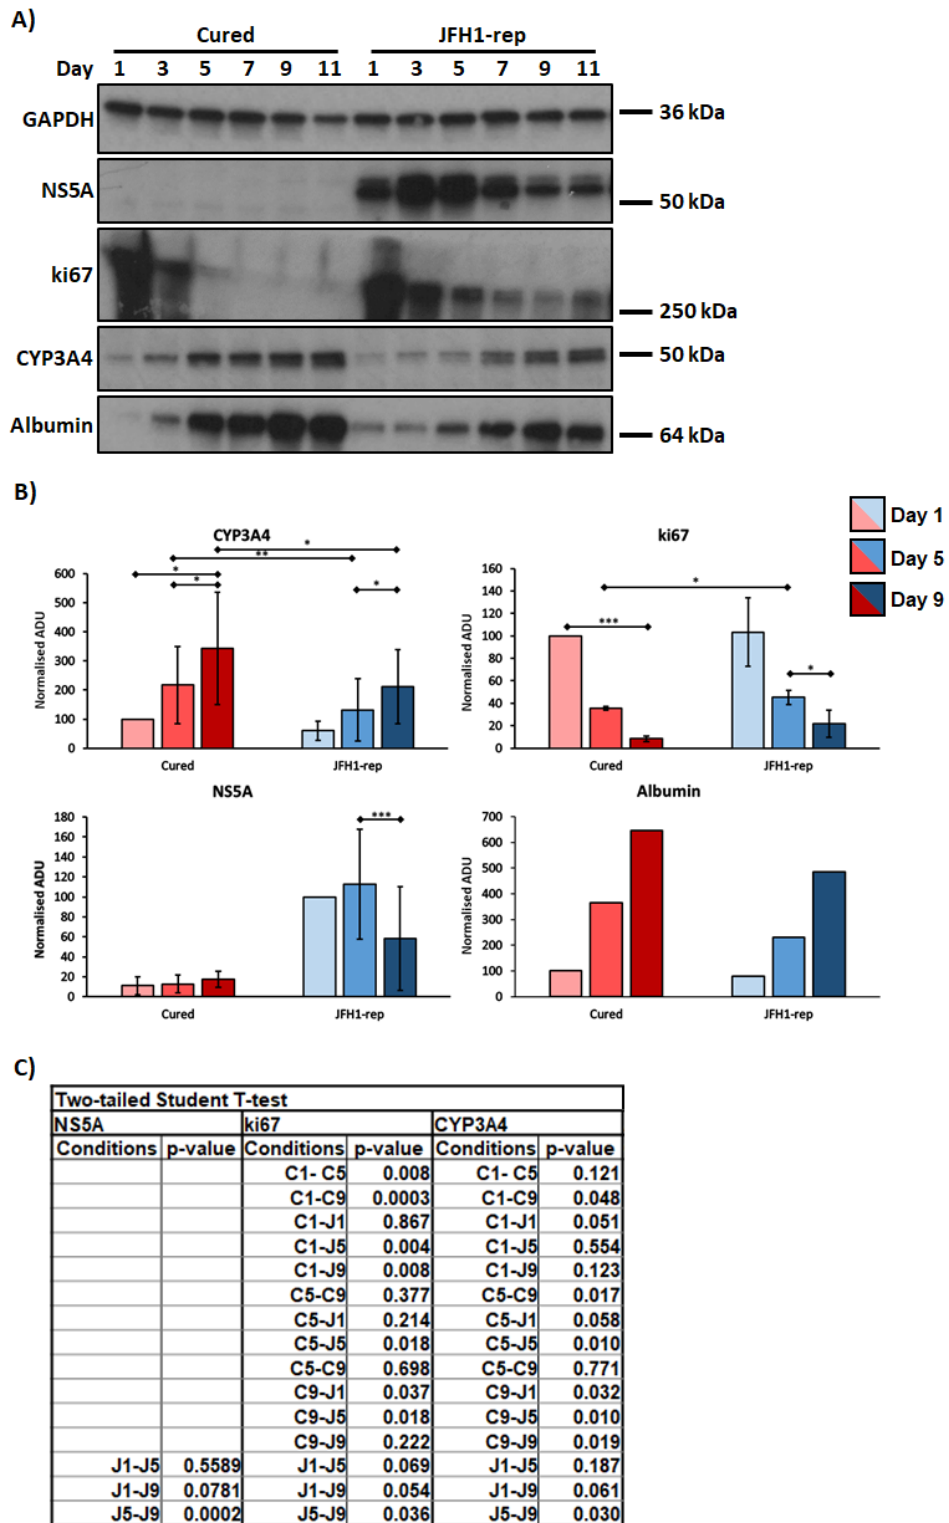 A)
Cured JFH1-rep
Day 1 3 5 7 9 11 1 3 5 7 9 11
GAPDH 36 kDa
NS5A 50 kDa
ki67 250 kDa
CYP3A4 50 kDa
Albumin 64 kDa
B)
Day 1
Day 5
Day 9
CYP3A4
* ** * * *
Normalised ADU
600
500
400
300
200
100
0
Cured JFH1-rep
ki67
* *** *
Normalised ADU
160
140
120
100
80
60
40
20
0
Cured JFH1-rep
NS5A
***
Normalised ADU
180
160
140
120
100
80
60
40
20
0
Cured JFH1-rep
Albumin
Normalised ADU
700
600
500
400
300
200
100
0
Cured JFH1-rep
C)
Two-tailed Student T-test
NS5A ki67 CYP3A4
Conditions p-value Conditions p-value Conditions p-value
C1- C5 0.008 C1- C5 0.121
C1-C9 0.0003 C1-C9 0.048
C1-J1 0.867 C1-J1 0.051
C1-J5 0.004 C1-J5 0.554
C1-J9 0.008 C1-J9 0.123
C5-C9 0.377 C5-C9 0.017
C5-J1 0.214 C5-J1 0.058
C5-J5 0.018 C5-J5 0.010
C5-C9 0.698 C5-C9 0.771
C9-J1 0.037 C9-J1 0.032
C9-J5 0.018 C9-J5 0.010
C9-J9 0.222 C9-J9 0.019
J1-J5 0.5589 J1-J5 0.069 J1-J5 0.187
J1-J9 0.0781 J1-J9 0.054 J1-J9 0.061
J5-J9 0.0002 J5-J9 0.036 J5-J9 0.030